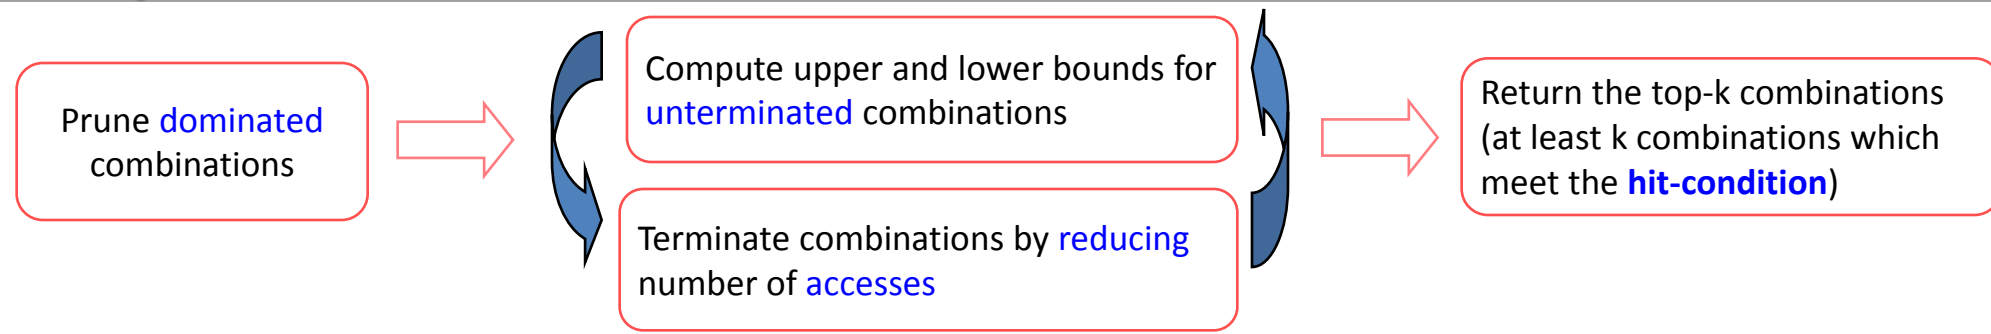 Prune dominated
combinations
Compute upper and lower bounds for
unterminated combinations
Terminate combinations by reducing
number of accesses
Return the top-k combinations
(at least k combinations which
meet the hit-condition)